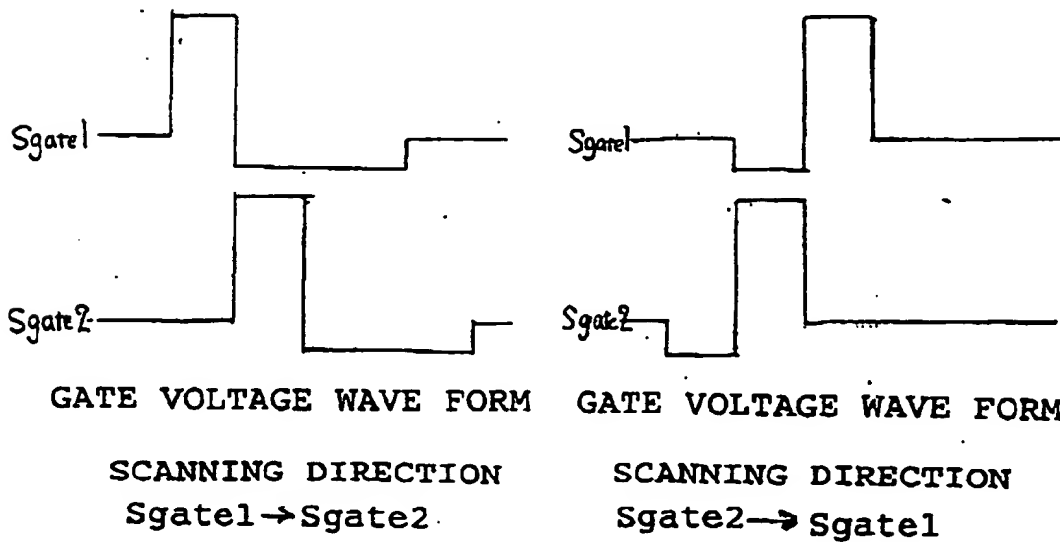 Sgate1
Sgate1
Sgate2
Sgate2
GATE VOLTAGE WAVE FORM
GATE VOLTAGE WAVE FORM
SCANNING DIRECTION
Sgate1→Sgate2
SCANNING DIRECTION
Sgate2→Sgate1